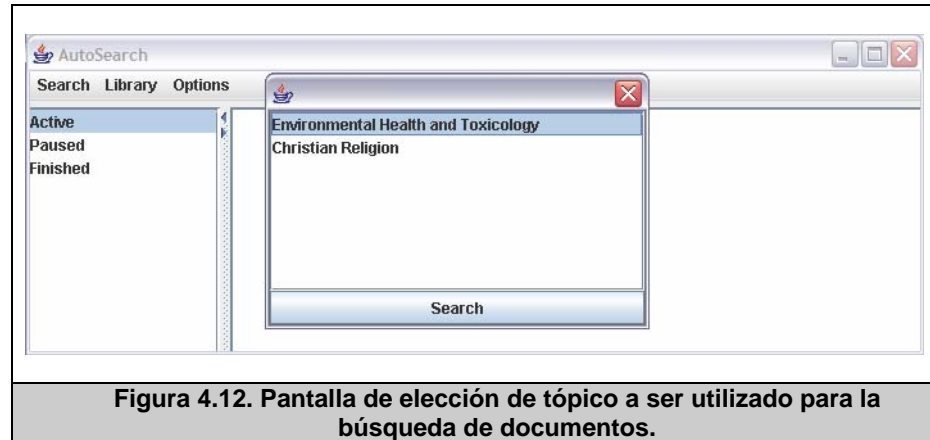 AutoSearch
Search Library Options
Active
Paused
Finished
Environmental Health and Toxicology
Christian Religion
Search
Figura 4.12. Pantalla de elección de tópico a ser utilizado para la
búsqueda de documentos.